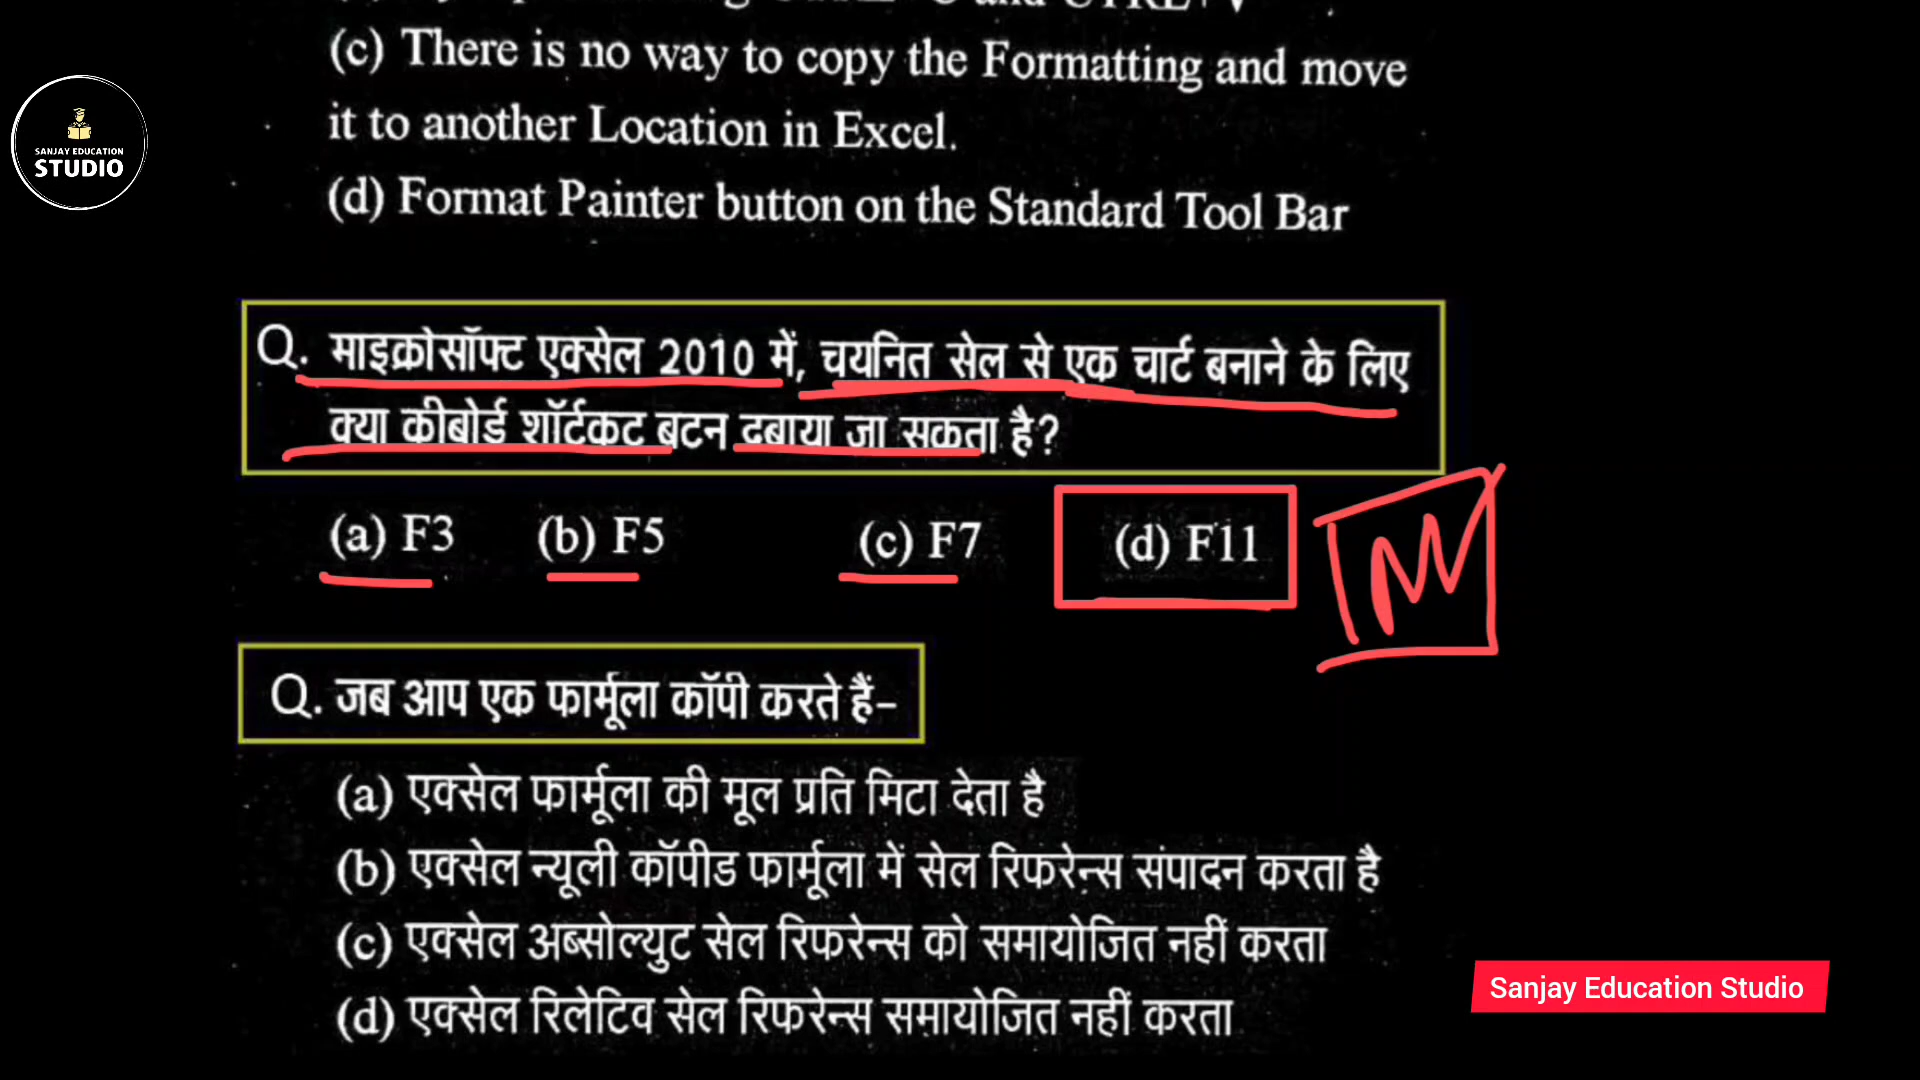 and CTRL+V
(c) There is no way to copy the Formatting and move
it to another Location in Excel.
(d) Format Painter button on the Standard Tool Bar
SANJAY EDUCATION
STUDIO
Q. माइक्रोसॉफ्ट एक्सेल 2010 में, चयनित सेल से एक चार्ट बनाने के लिए
क्या कीबोर्ड शॉर्टकट बटन दबाया जा सकता है?
(a) F3 (b) F5 (c) F7 (d) F11
Q. जब आप एक फार्मूला कॉपी करते हैं-
(a) एक्सेल फार्मूला की मूल प्रति मिटा देता है
(b) एक्सेल न्यूली कॉपीड फार्मूला में सेल रिफरेन्स संपादन करता है
(c) एक्सेल अब्सोल्युट सेल रिफरेन्स को समायोजित नहीं करता
(d) एक्सेल रिलेटिव सेल रिफरेन्स समायोजित नहीं करता
Sanjay Education Studio